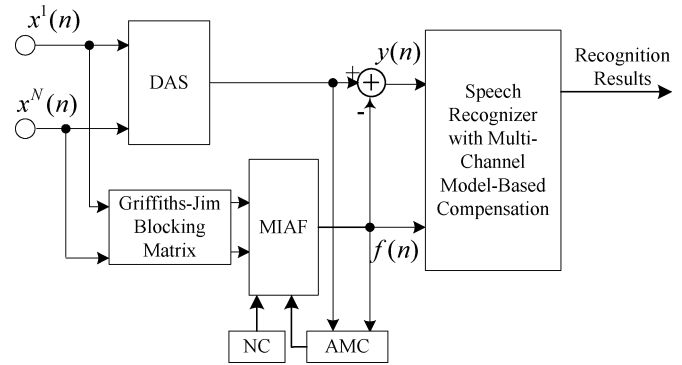 x^1(n)
x^N(n)
DAS
+
+
-
y(n)
Speech
Recognizer
with Multi-
Channel
Model-Based
Compensation
Recognition
Results
Griffiths-Jim
Blocking
Matrix
MIAF
f(n)
NC
AMC